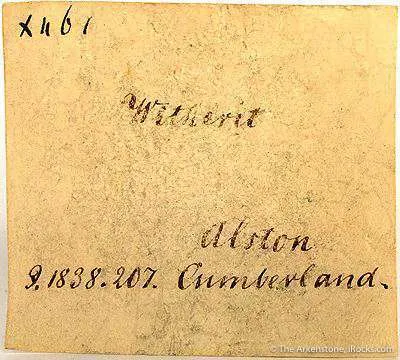 x461
Witherit
Alston
9.1838.207. Cumberland.
© The Arkenstone, iRocks.com